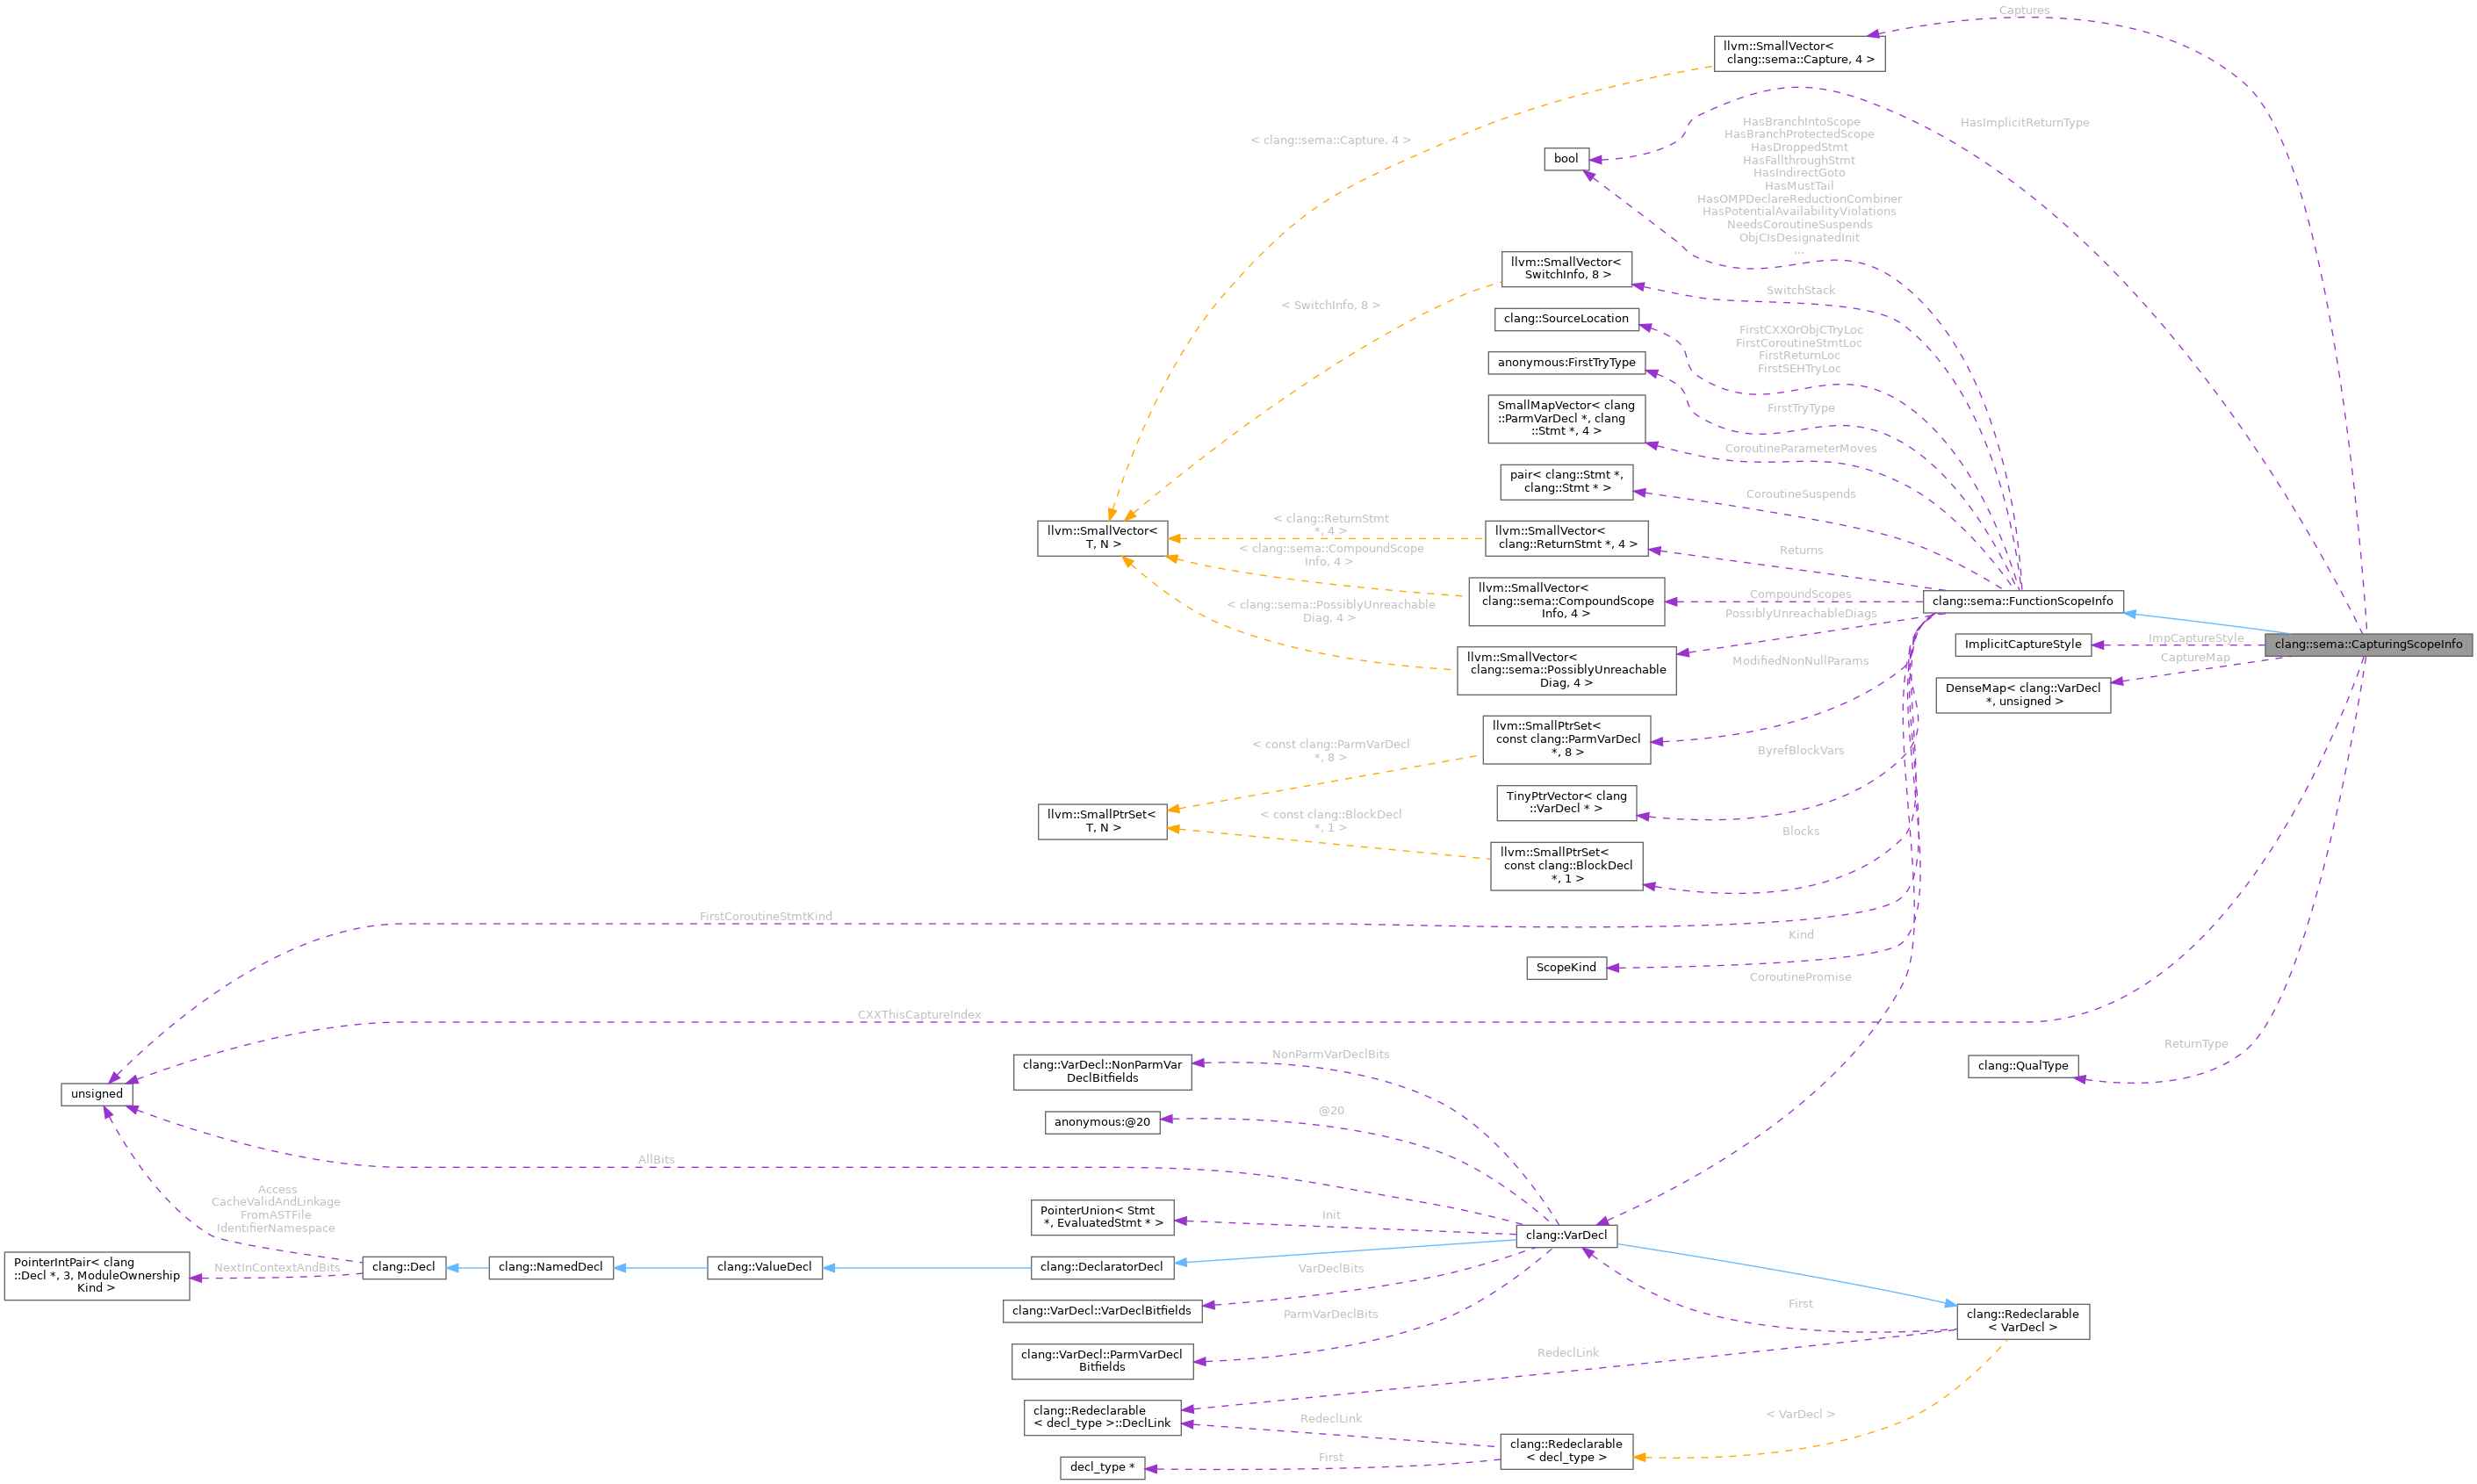 Captures
llvm::SmallVector<
clang::sema::Capture, 4 >
HasImplicitReturnType
< clang::sema::Capture, 4 >
bool
HasBranchIntoScope
HasBranchProtectedScope
HasDroppedStmt
HasFallthroughStmt
HasIndirectGoto
HasMustTail
HasOMPDeclareReductionCombiner
HasPotentialAvailabilityViolations
NeedsCoroutineSuspends
ObjCIsDesignatedInit
...
llvm::SmallVector<
SwitchInfo, 8 >
SwitchStack
< SwitchInfo, 8 >
clang::SourceLocation
FirstCXXOrObjCTryLoc
FirstCoroutineStmtLoc
FirstReturnLoc
FirstSEHTryLoc
anonymous:FirstTryType
FirstTryType
SmallMapVector< clang
::ParmVarDecl *, clang
::Stmt *, 4 >
CoroutineParameterMoves
pair< clang::Stmt *,
clang::Stmt * >
CoroutineSuspends
llvm::SmallVector<
T, N >
< clang::ReturnStmt
*, 4 >
llvm::SmallVector<
clang::ReturnStmt *, 4 >
Returns
< clang::sema::CompoundScope
Info, 4 >
llvm::SmallVector<
clang::sema::CompoundScope
Info, 4 >
CompoundScopes
clang::sema::FunctionScopeInfo
< clang::sema::PossiblyUnreachable
Diag, 4 >
PossiblyUnreachableDiags
llvm::SmallVector<
clang::sema::PossiblyUnreachable
Diag, 4 >
ImplicitCaptureStyle
ImpCaptureStyle
clang::sema::CapturingScopeInfo
CaptureMap
DenseMap< clang::VarDecl
*, unsigned >
ModifiedNonNullParams
llvm::SmallPtrSet<
const clang::ParmVarDecl
*, 8 >
< const clang::ParmVarDecl
*, 8 >
ByrefBlockVars
TinyPtrVector< clang
::VarDecl * >
llvm::SmallPtrSet<
T, N >
< const clang::BlockDecl
*, 1 >
Blocks
llvm::SmallPtrSet<
const clang::BlockDecl
*, 1 >
FirstCoroutineStmtKind
Kind
ScopeKind
CoroutinePromise
CXXThisCaptureIndex
ReturnType
clang::QualType
NonParmVarDeclBits
clang::VarDecl::NonParmVar
DeclBitfields
unsigned
@20
anonymous:@20
AllBits
Access
CacheValidAndLinkage
FromASTFile
IdentifierNamespace
PointerUnion< Stmt
*, EvaluatedStmt * >
Init
clang::VarDecl
PointerIntPair< clang
::Decl *, 3, ModuleOwnership
Kind >
NextInContextAndBits
clang::Decl
clang::NamedDecl
clang::ValueDecl
clang::DeclaratorDecl
VarDeclBits
clang::VarDecl::VarDeclBitfields
ParmVarDeclBits
First
clang::Redeclarable
< VarDecl >
clang::VarDecl::ParmVarDecl
Bitfields
RedeclLink
clang::Redeclarable
< decl_type >::DeclLink
RedeclLink
< VarDecl >
clang::Redeclarable
< decl_type >
First
decl_type *